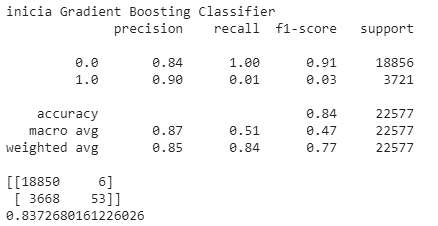 inicia Gradient Boosting Classifier
precision recall f1-score support
0.0 0.84 1.00 0.91 18856
1.0 0.90 0.01 0.03 3721
accuracy 0.84 22577
macro avg 0.87 0.51 0.47 22577
weighted avg 0.85 0.84 0.77 22577
[[18850 6]
[ 3668 53]]
0.8372680161226026